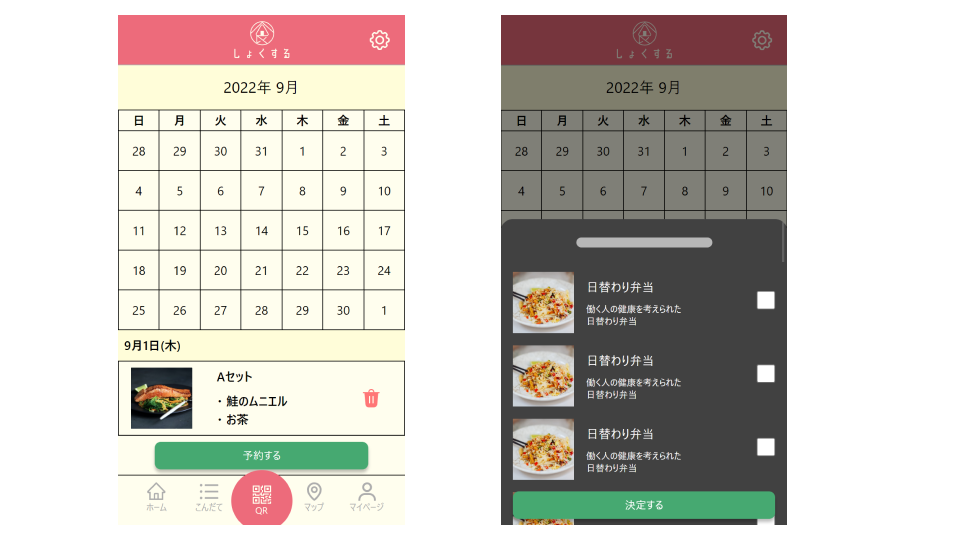 しょくする
2022年 9月
日 月 火 水 木 金 土
28 29 30 31 1 2 3
4 5 6 7 8 9 10
11 12 13 14 15 16 17
18 19 20 21 22 23 24
25 26 27 28 29 30 1
9月1日(木)
Aセット
・鮭のムニエル
・お茶
予約する
ホーム こんだて QR マップ マイページ
しょくする
2022年 9月
日 月 火 水 木 金 土
28 29 30 31 1 2 3
4 5 6 7 8 9 10
日替わり弁当
働く人の健康を考えられた
日替わり弁当
日替わり弁当
働く人の健康を考えられた
日替わり弁当
日替わり弁当
働く人の健康を考えられた
日替わり弁当
決定する